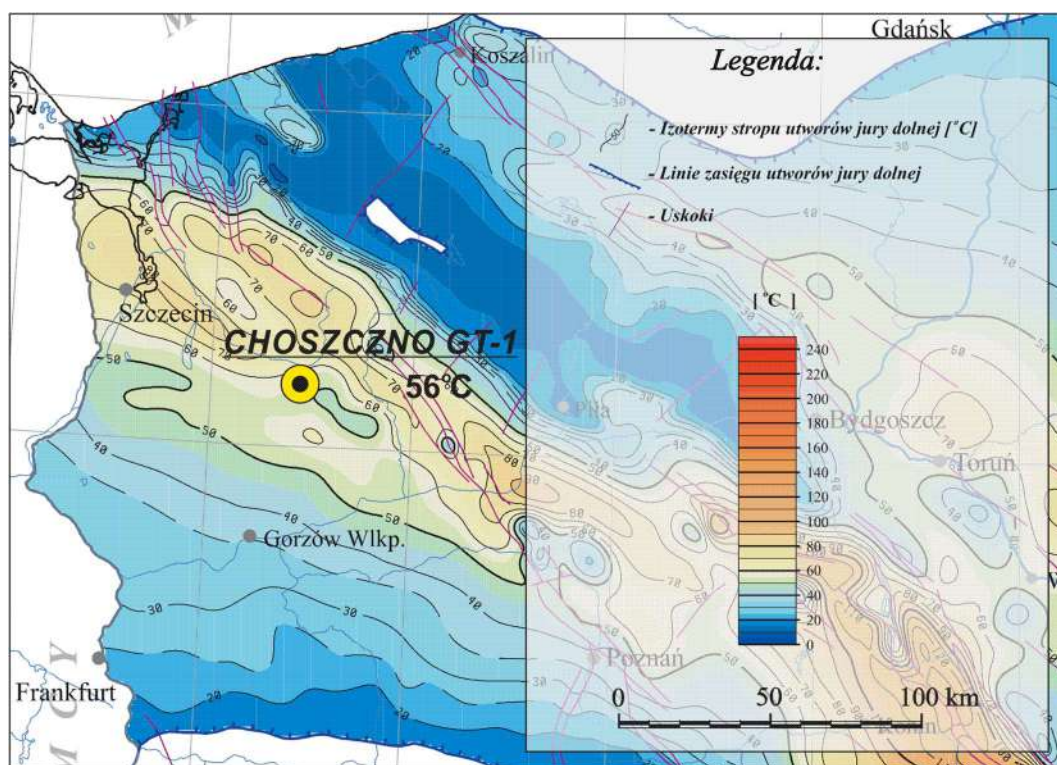 M
Gdańsk
Koszalin
Legenda:
- Izotermy stropu utworów jury dolnej [°C]
- Linie zasięgu utworów jury dolnej
- Uskoki
Szczecin
CHOSZCZNO GT-1
56°C
[ °C ]
240
220
200
180
160
140
120
100
80
60
40
20
0
Piła
Bydgoszcz
Toruń
Gorzów Wlkp.
W
Frankfurt
Poznań
M CY
0 50 100 km
Konin